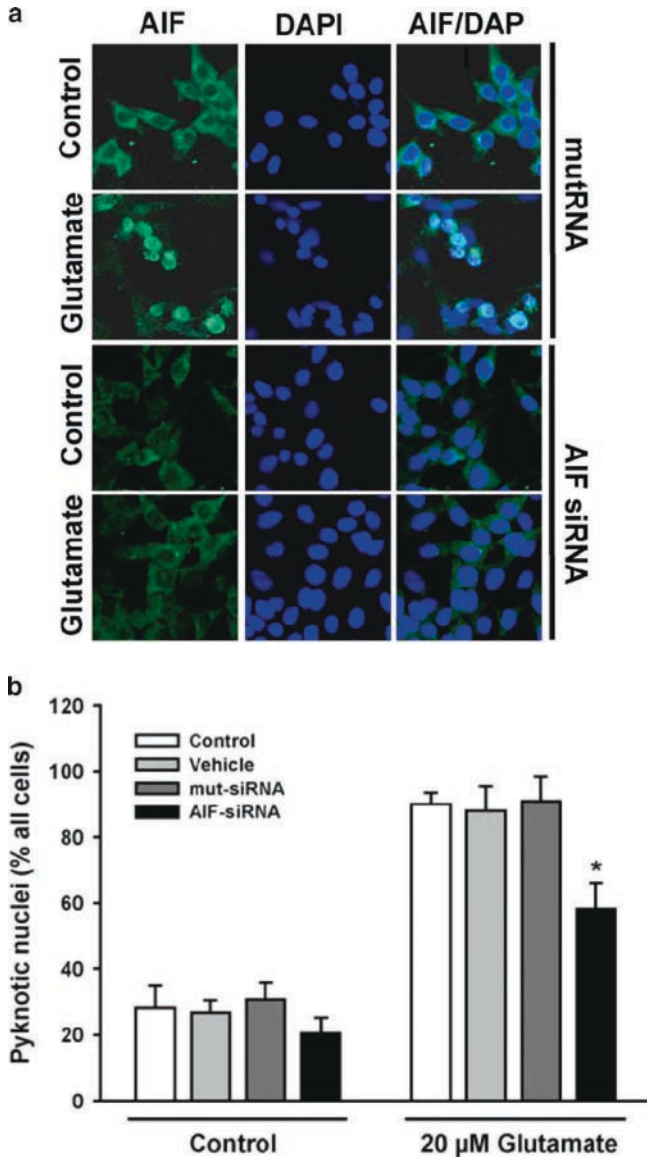 a
AIF DAPI AIF/DAP
Control
Glutamate
mutRNA
Control
Glutamate
AIF siRNA
b
Pyknotic nuclei (% all cells)
120
100
80
60
40
20
0
Control
Vehicle
mut-siRNA
AIF-siRNA
*
Control
20 µM Glutamate